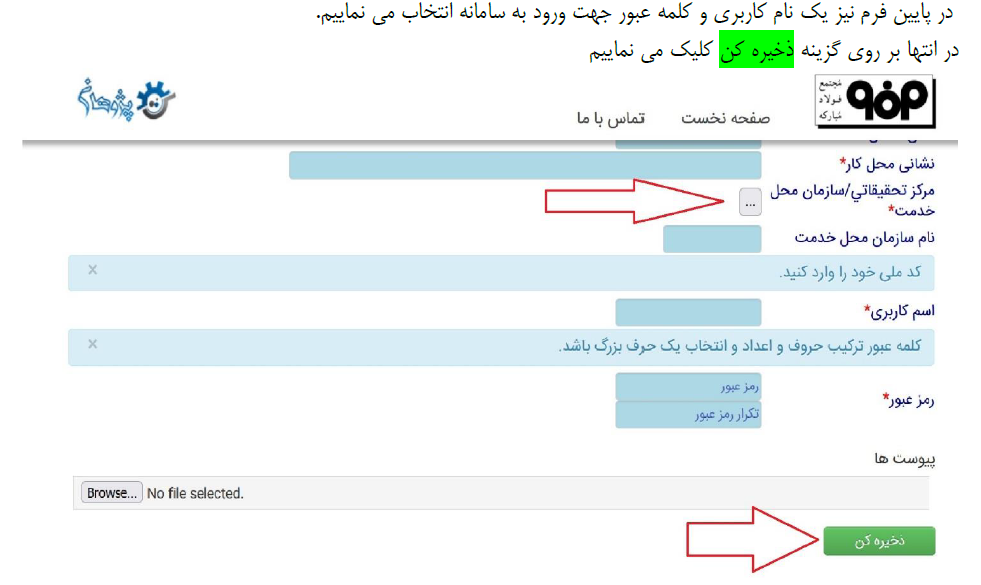 در پایین فرم نیز یک نام کاربری و کلمه عبور جهت ورود به سامانه انتخاب می نماییم.
در انتها بر روی گزینه ذخیره کن کلیک می نماییم
مجتمع
فولاد
مبارکه
صفحه نخست
تماس با ما
پژوهان
نشانی محل کار*
مرکز تحقیقاتي/سازمان محل
خدمت*
...
نام سازمان محل خدمت
کد ملی خود را وارد کنید.
×
اسم کاربری*
کلمه عبور ترکیب حروف و اعداد و انتخاب یک حرف بزرگ باشد.
×
رمز عبور*
رمز عبور
تکرار رمز عبور
پیوست ها
Browse... No file selected.
ذخیره کن